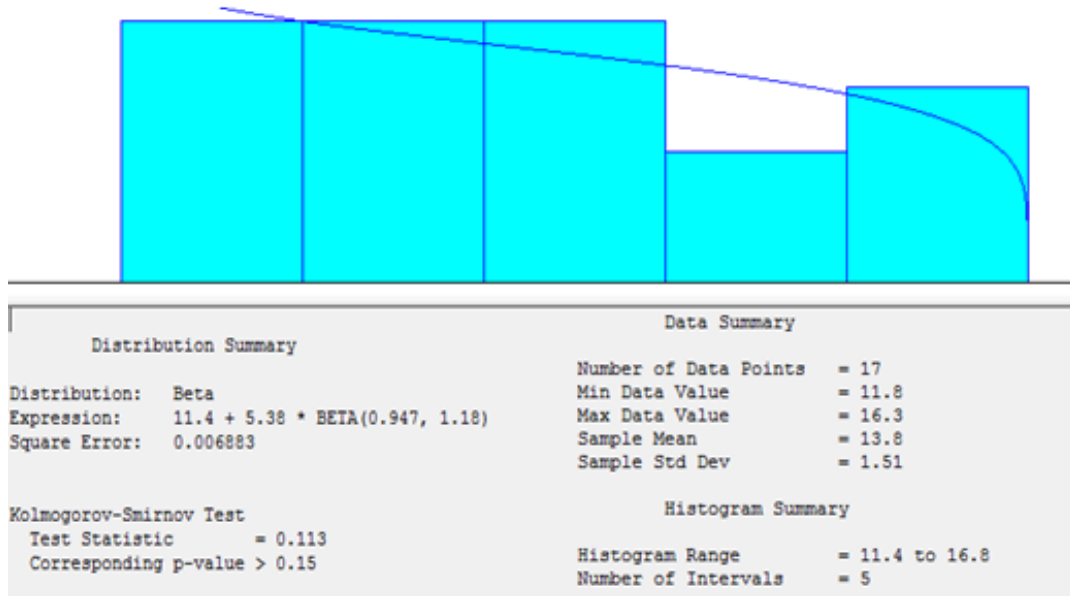 Distribution Summary
Distribution: Beta
Expression: 11.4 + 5.38 * BETA(0.947, 1.18)
Square Error: 0.006883
Kolmogorov-Smirnov Test
Test Statistic = 0.113
Corresponding p-value > 0.15
Data Summary
Number of Data Points = 17
Min Data Value = 11.8
Max Data Value = 16.3
Sample Mean = 13.8
Sample Std Dev = 1.51
Histogram Summary
Histogram Range = 11.4 to 16.8
Number of Intervals = 5